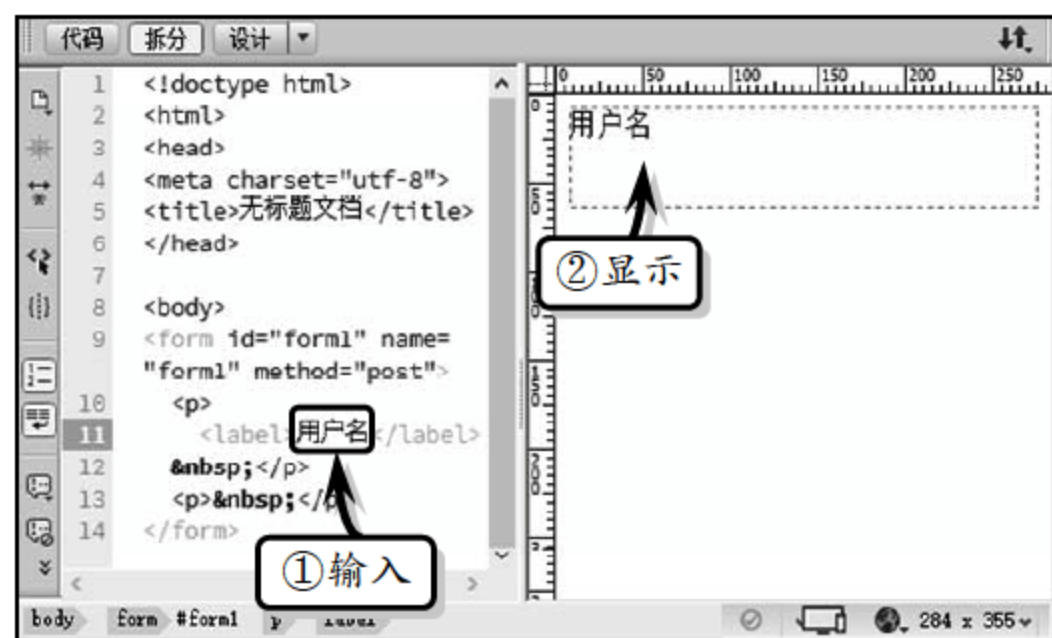 代码 拆分 设计
1 <!doctype html>
2 <html>
3 <head>
4 <meta charset="utf-8">
5 <title>无标题文档</title>
6 </head>
7
8 <body>
9 <form id="form1" name=
"form1" method="post">
10 <p>
11 <label>用户名</label>
12 &nbsp;</p>
13 <p>&nbsp;</p
14 </form>
①输入
0 50 100 150 200 250
用户名
②显示
body form #form1 p label
284 x 355